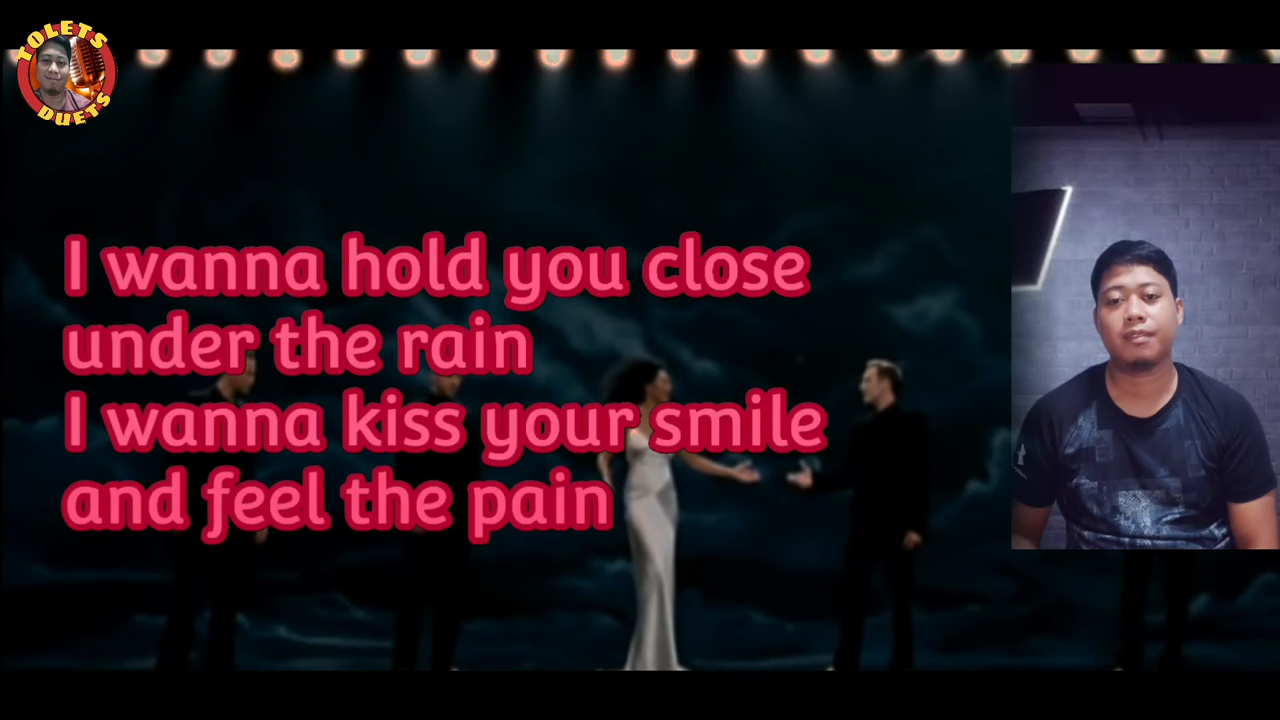 TOLETS
DUETS
I wanna hold you close
under the rain
I wanna kiss your smile
and feel the pain